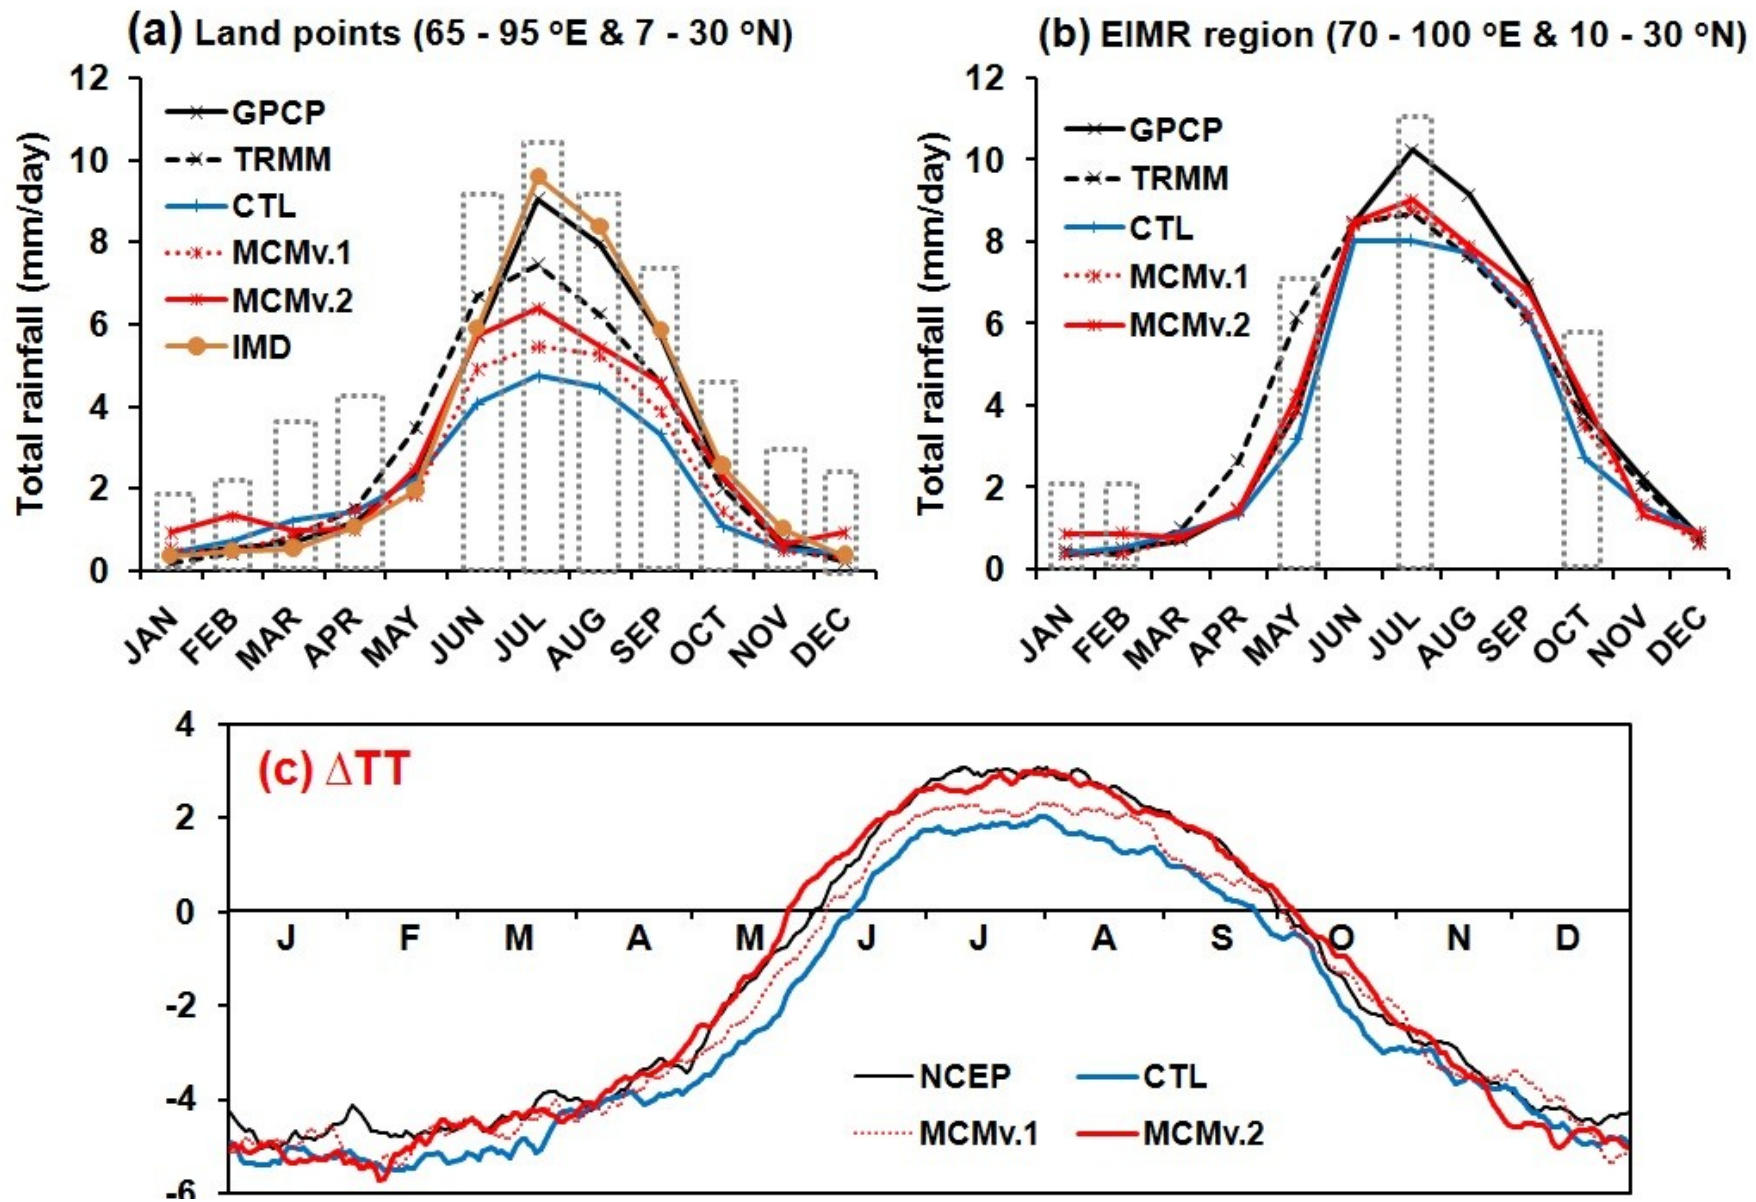 (a) Land points (65 - 95 ºE & 7 - 30 ºN)
Total rainfall (mm/day)
12
10
8
6
4
2
0
GPCP
TRMM
CTL
MCMv.1
MCMv.2
IMD
JAN FEB MAR APR MAY JUN JUL AUG SEP OCT NOV DEC
(b) EIMR region (70 - 100 ºE & 10 - 30 ºN)
Total rainfall (mm/day)
12
10
8
6
4
2
0
GPCP
TRMM
CTL
MCMv.1
MCMv.2
JAN FEB MAR APR MAY JUN JUL AUG SEP OCT NOV DEC
(c) ΔTT
4
2
0
-2
-4
-6
J F M A M J J A S O N D
NCEP CTL
MCMv.1 MCMv.2